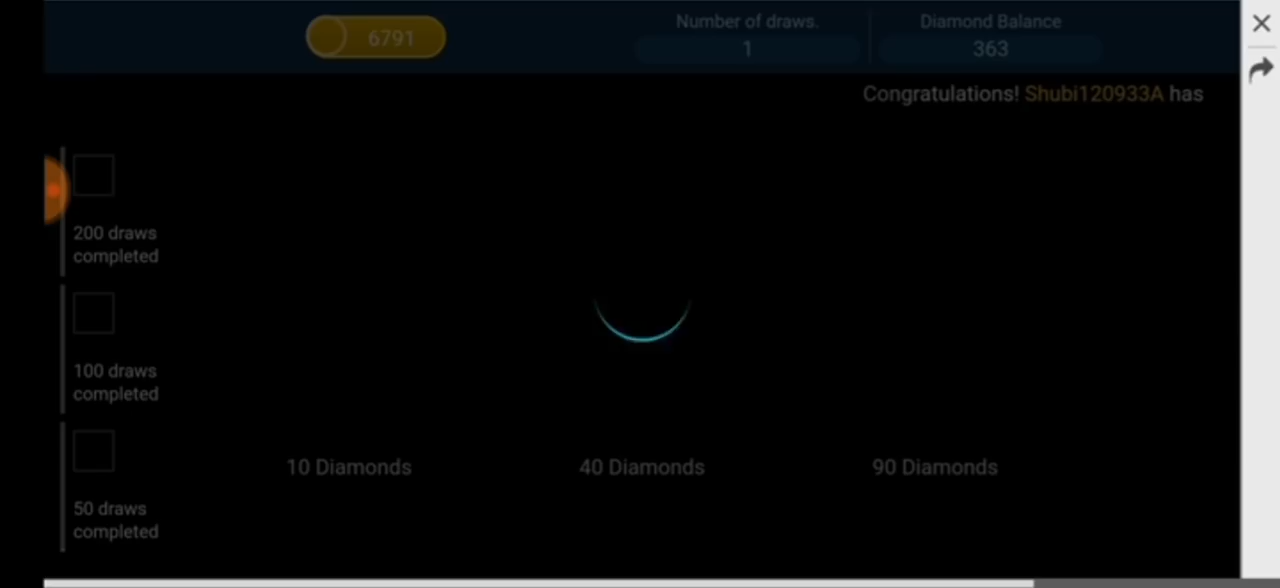 6791
Number of draws.
1
Diamond Balance
363
Congratulations! Shubi120933A has
200 draws
completed
100 draws
completed
50 draws
completed
10 Diamonds
40 Diamonds
90 Diamonds